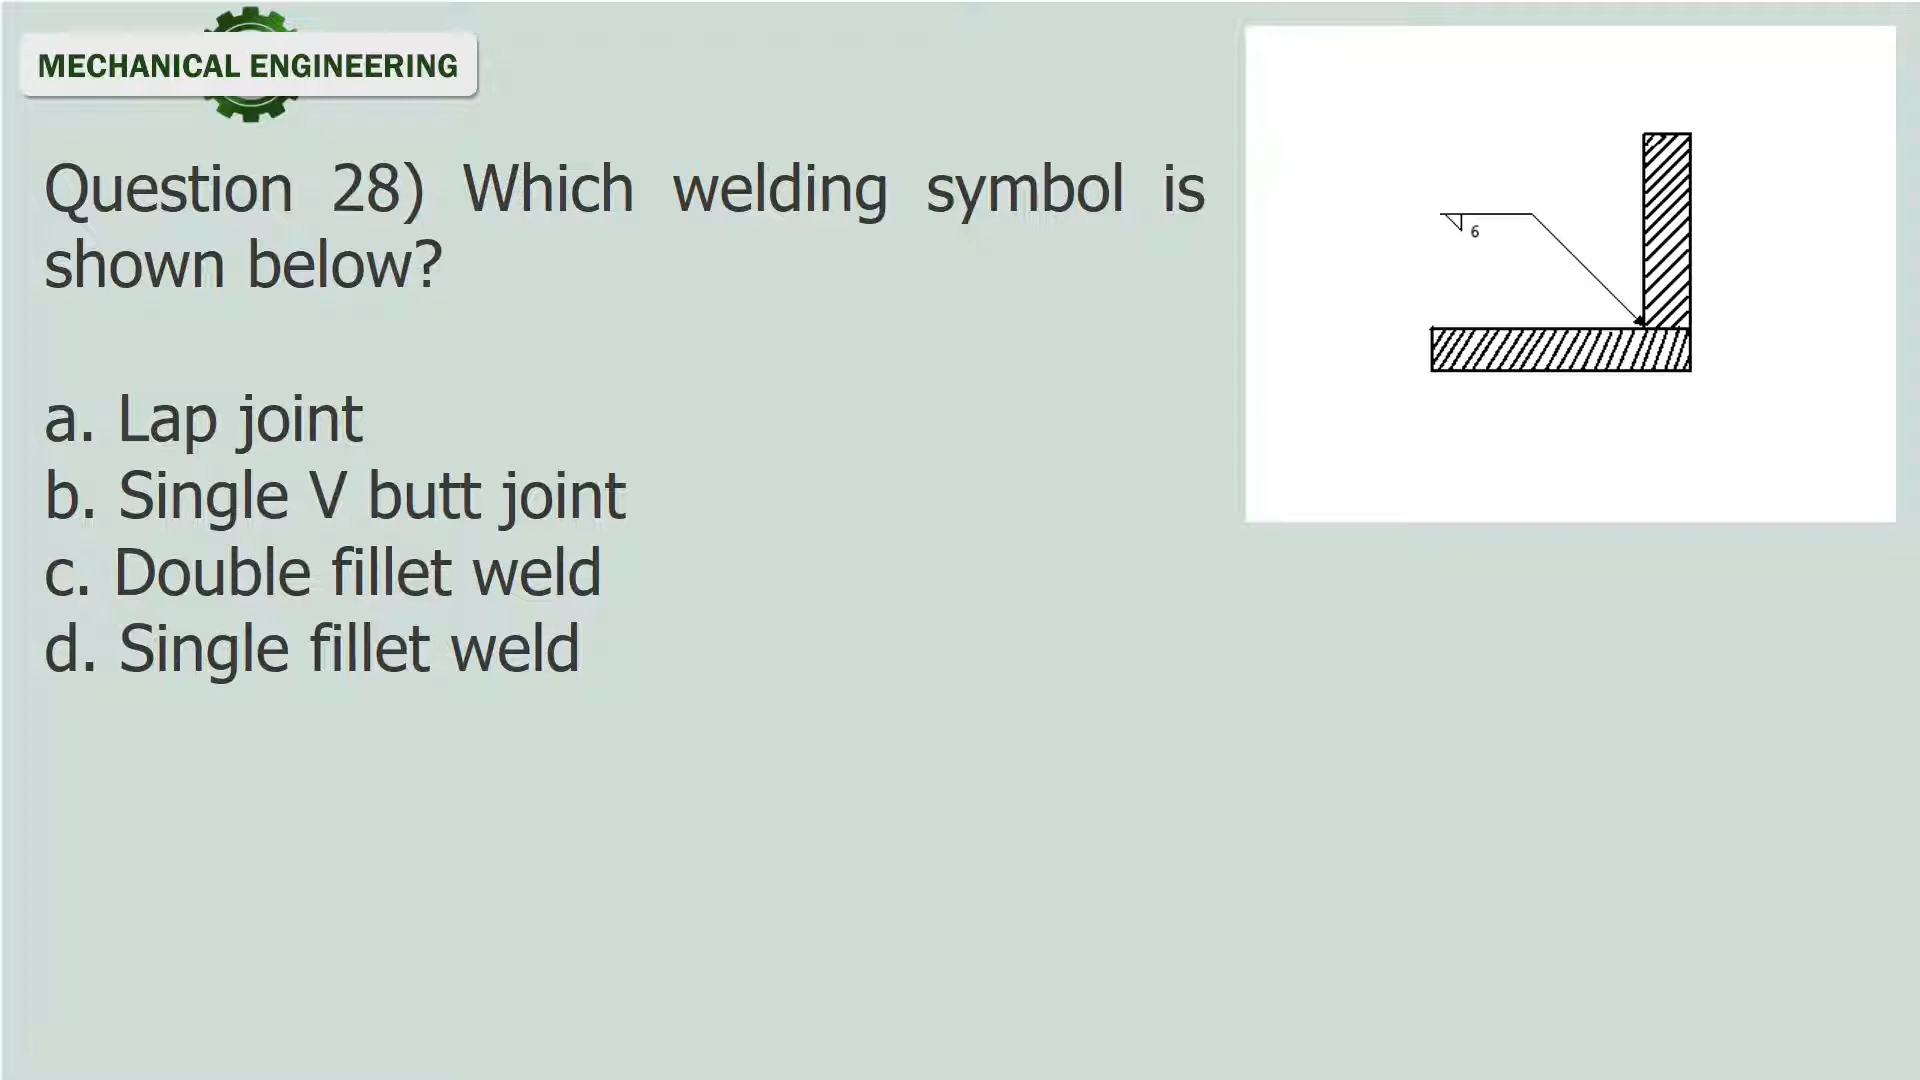 MECHANICAL ENGINEERING
Question 28) Which welding symbol is
shown below?
a. Lap joint
b. Single V butt joint
c. Double fillet weld
d. Single fillet weld
6